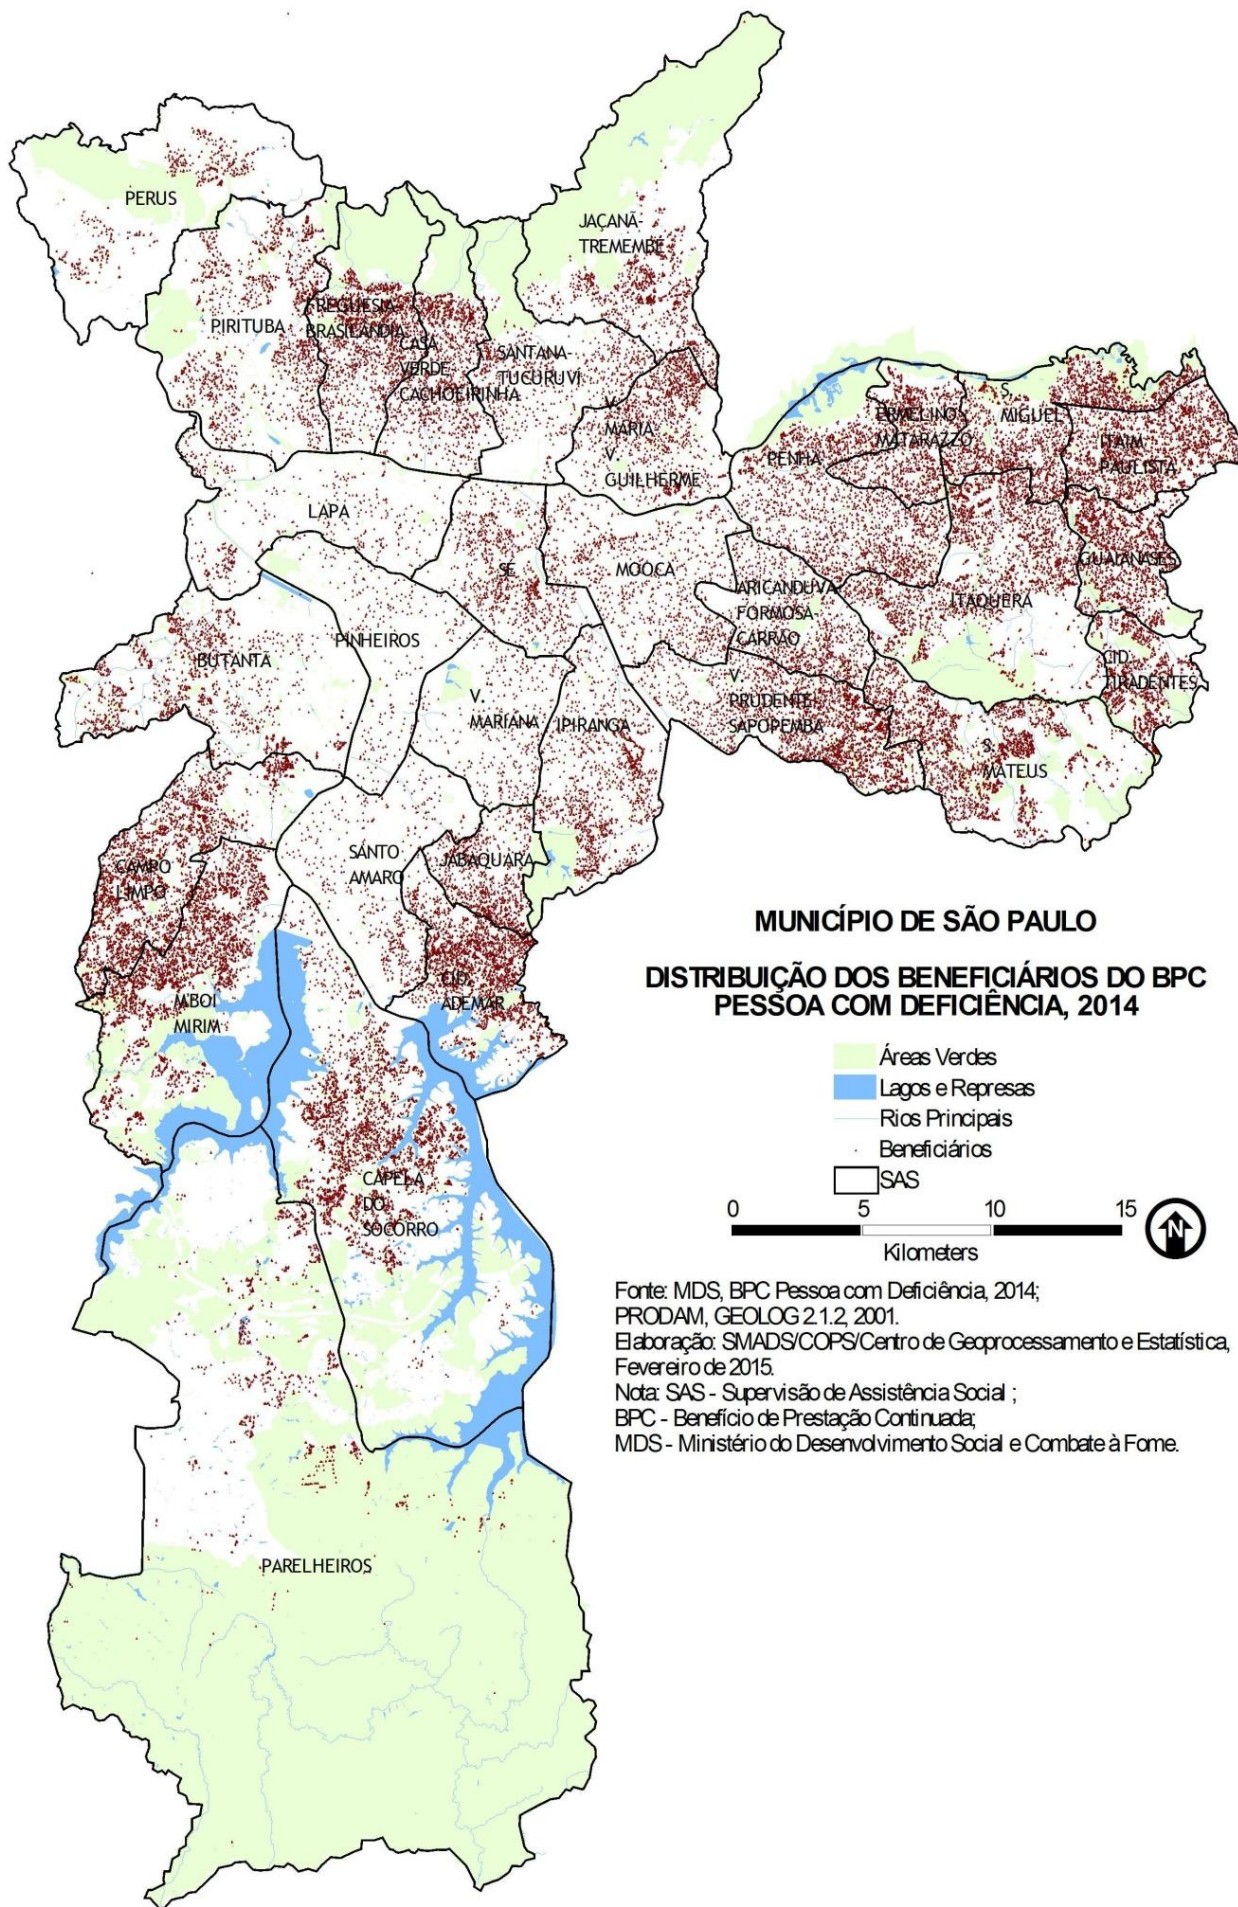 PERUS
JAÇANÃ-
TREMEMBÉ
PIRITUBA
FREGUESIA-
BRASILÂNDIA
CASA
VERDE-
CACHOEIRINHA
SANTANA-
TUCURUVI
V.
MARIA-
V.
GUILHERME
PENHA
ERMELINO
MATARAZZO
S.
MIGUEL
ITAIM
PAULISTA
LAPA
SÉ
MOOCA
GUAIANASES
ARICANDUVA-
FORMOSA-
CARRÃO
ITAQUERA
BUTANTÃ
PINHEIROS
V.
MARIANA
IPIRANGA
V.
PRUDENTE-
SAPOPEMBA
CID.
TIRADENTES
S.
MATEUS
CAMPO
LIMPO
SANTO
AMARO
JABAQUARA
M'BOI
MIRIM
CID.
ADEMAR
CAPELA
DO
SOCORRO
PARELHEIROS
MUNICÍPIO DE SÃO PAULO
DISTRIBUIÇÃO DOS BENEFICIÁRIOS DO BPC
PESSOA COM DEFICIÊNCIA, 2014
Áreas Verdes
Lagos e Represas
Rios Principais
Beneficiários
SAS
0 5 10 15
Kilometers
N
Fonte: MDS, BPC Pessoa com Deficiência, 2014;
PRODAM, GEOLOG 2.1.2, 2001.
Elaboração: SMADS/COPS/Centro de Geoprocessamento e Estatística,
Fevereiro de 2015.
Nota: SAS - Supervisão de Assistência Social ;
BPC - Benefício de Prestação Continuada;
MDS - Ministério do Desenvolvimento Social e Combate à Fome.